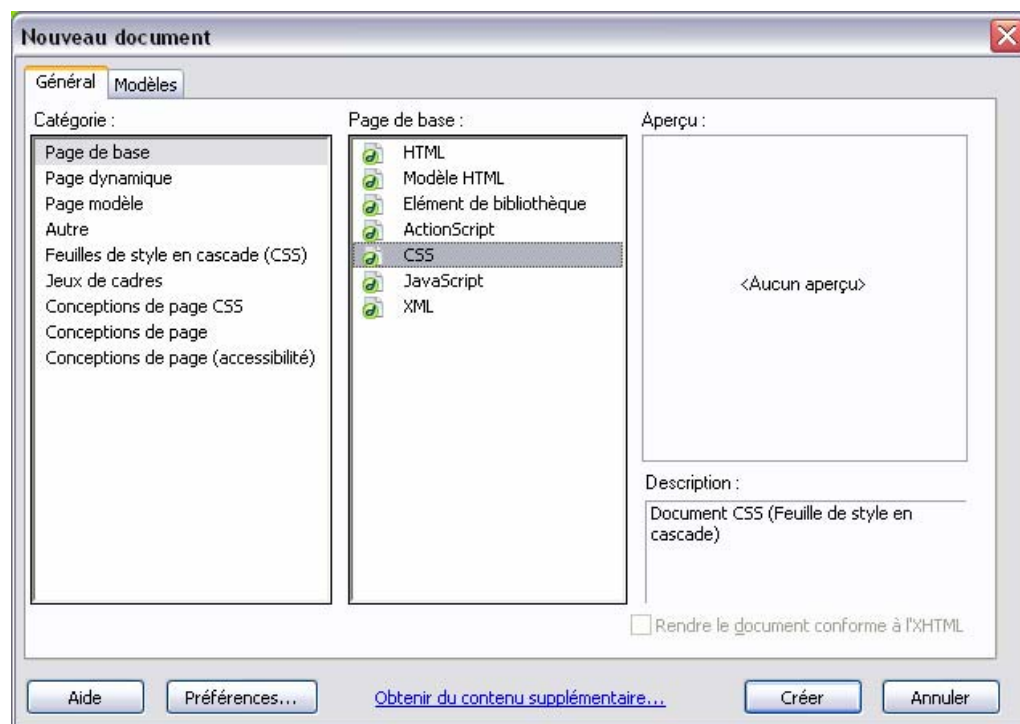 Nouveau document
Général
Modèles
Catégorie :
Page de base
Page dynamique
Page modèle
Autre
Feuilles de style en cascade (CSS)
Jeux de cadres
Conceptions de page CSS
Conceptions de page
Conceptions de page (accessibilité)
Page de base :
HTML
Modèle HTML
Elément de bibliothèque
ActionScript
CSS
JavaScript
XML
Aperçu :
<Aucun aperçu>
Description :
Document CSS (Feuille de style en
cascade)
Rendre le document conforme à l'XHTML
Aide
Préférences...
Obtenir du contenu supplémentaire...
Créer
Annuler